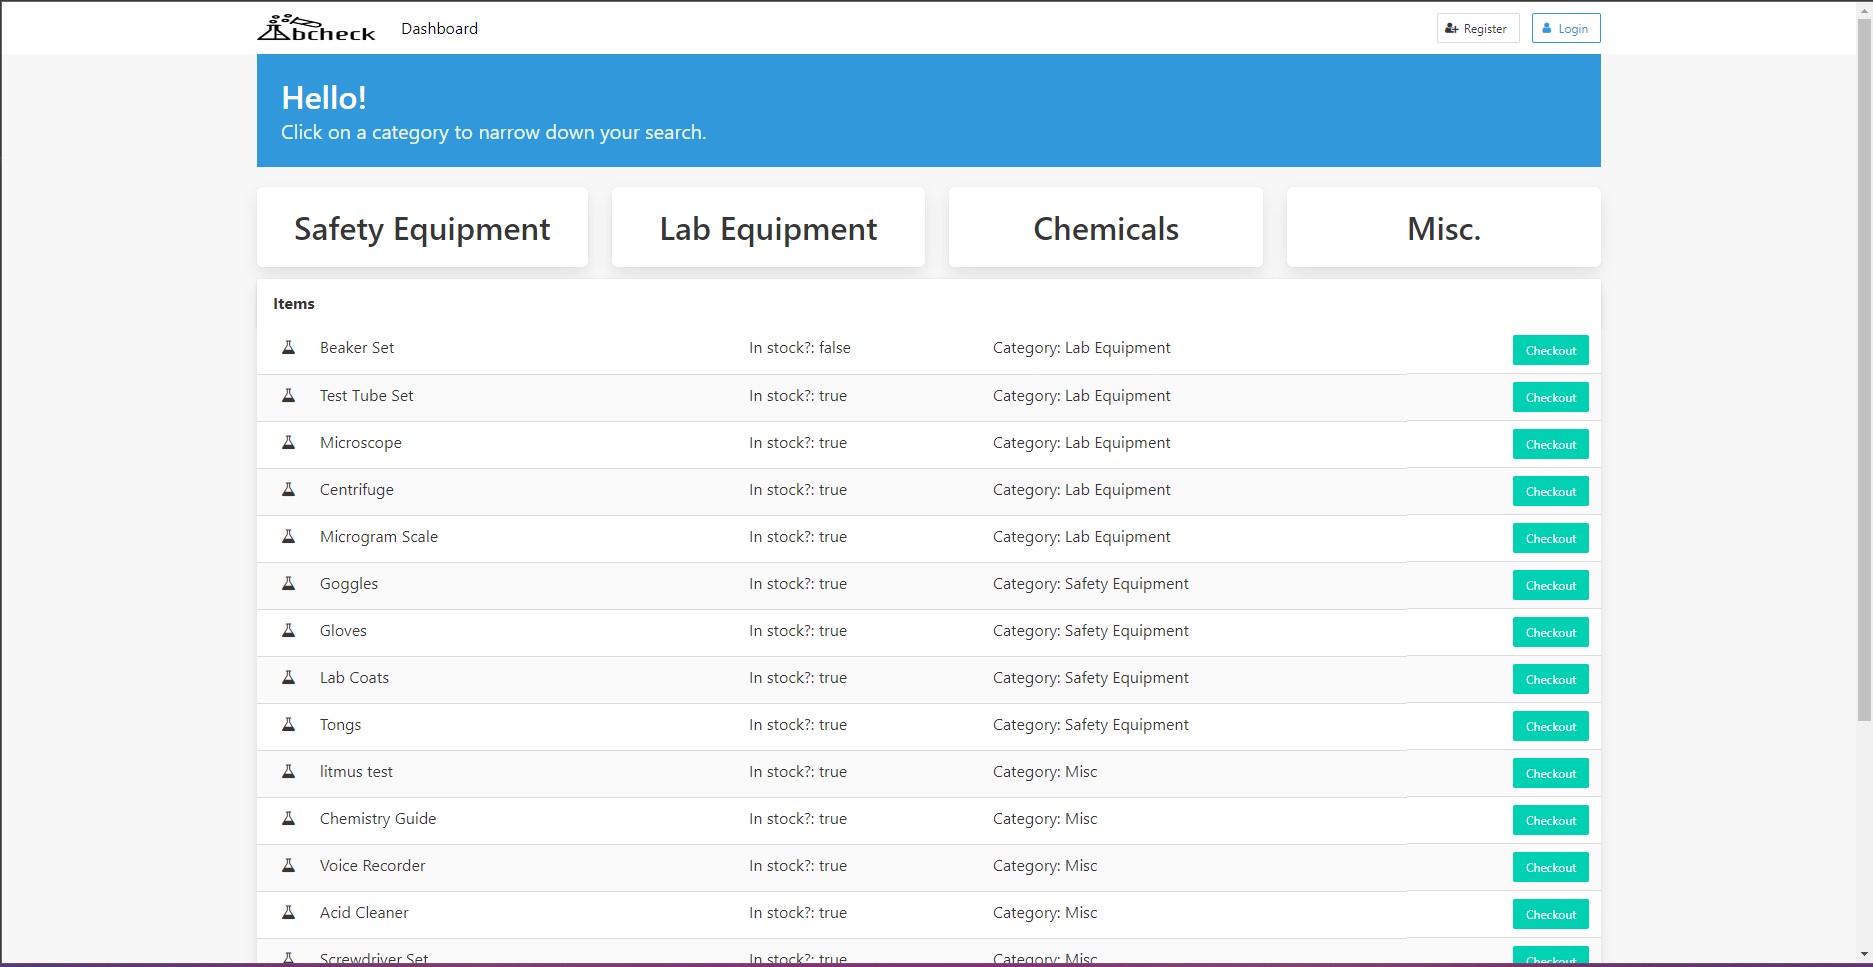 bcheck Dashboard Register Login
Hello!
Click on a category to narrow down your search.
Safety Equipment Lab Equipment Chemicals Misc.
Items
Beaker Set In stock?: false Category: Lab Equipment Checkout
Test Tube Set In stock?: true Category: Lab Equipment Checkout
Microscope In stock?: true Category: Lab Equipment Checkout
Centrifuge In stock?: true Category: Lab Equipment Checkout
Microgram Scale In stock?: true Category: Lab Equipment Checkout
Goggles In stock?: true Category: Safety Equipment Checkout
Gloves In stock?: true Category: Safety Equipment Checkout
Lab Coats In stock?: true Category: Safety Equipment Checkout
Tongs In stock?: true Category: Safety Equipment Checkout
litmus test In stock?: true Category: Misc Checkout
Chemistry Guide In stock?: true Category: Misc Checkout
Voice Recorder In stock?: true Category: Misc Checkout
Acid Cleaner In stock?: true Category: Misc Checkout
Screwdriver Set In stock?: true Category: Misc Checkout